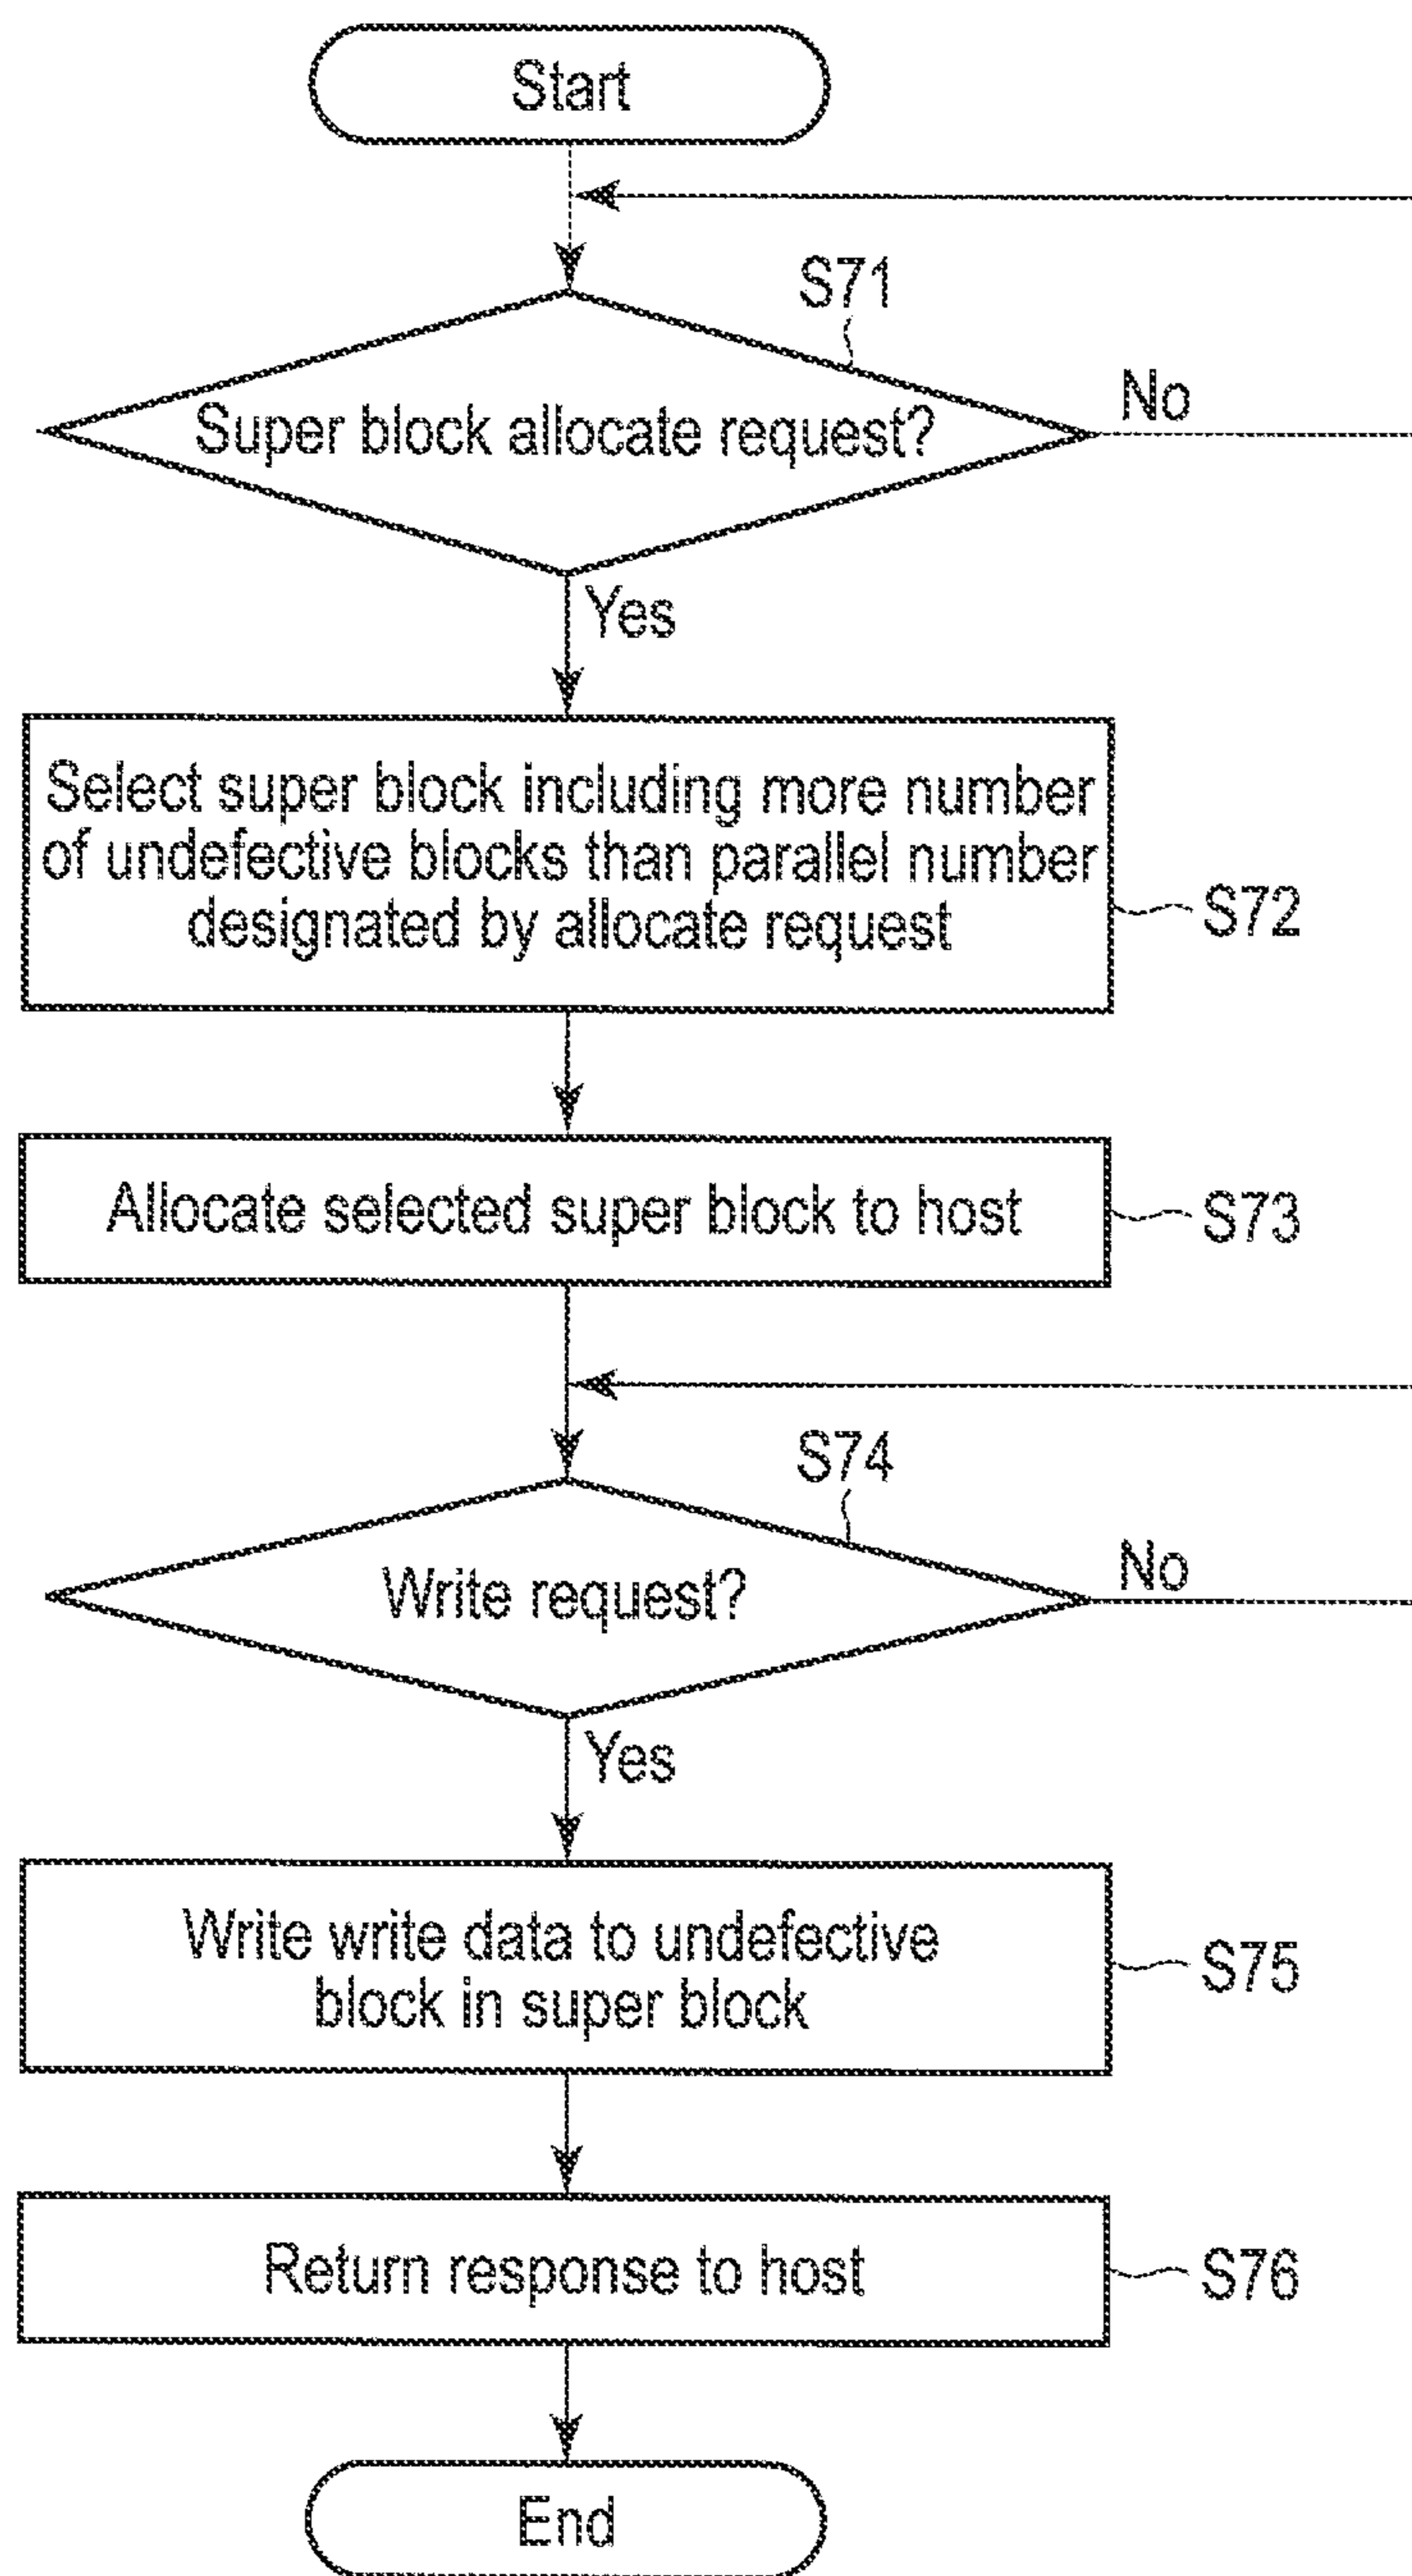 Start
S71
Super block allocate request?
No
Yes
Select super block including more number
of undefective blocks than parallel number
designated by allocate request
S72
Allocate selected super block to host
S73
S74
Write request?
No
Yes
Write write data to undefective
block in super block
S75
Return response to host
S76
End